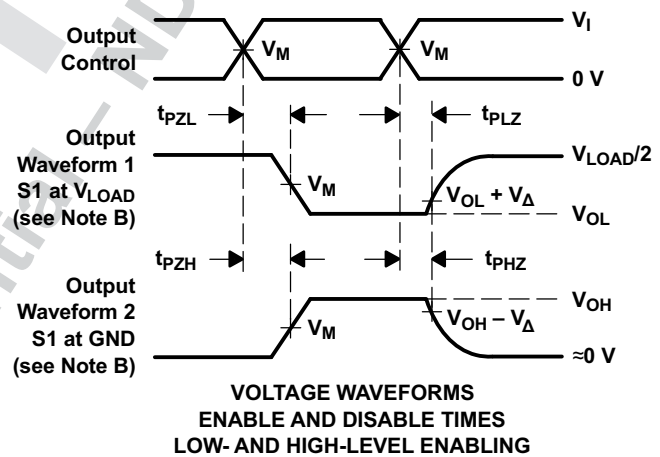 Output
Control
V_I
V_M
V_M
0 V
t_PZL
t_PLZ
Output
Waveform 1
S1 at V_LOAD
(see Note B)
V_LOAD/2
V_M
V_OL + V_Δ
V_OL
t_PZH
t_PHZ
Output
Waveform 2
S1 at GND
(see Note B)
V_OH
V_M
V_OH – V_Δ
≈0 V
VOLTAGE WAVEFORMS
ENABLE AND DISABLE TIMES
LOW- AND HIGH-LEVEL ENABLING